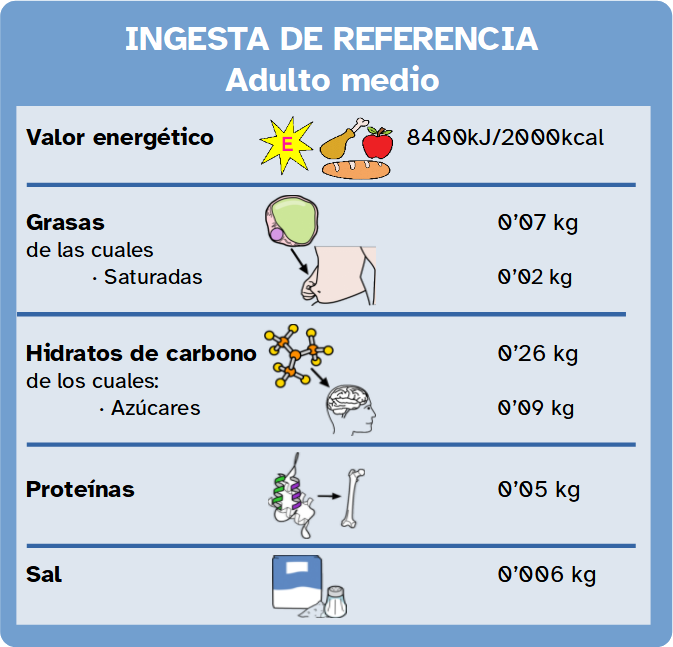 INGESTA DE REFERENCIA
Adulto medio
Valor energético E 8400kJ/2000kcal
Grasas 0'07 kg
de las cuales
· Saturadas 0'02 kg
Hidratos de carbono 0'26 kg
de los cuales:
· Azúcares 0'09 kg
Proteínas 0'05 kg
Sal 0'006 kg